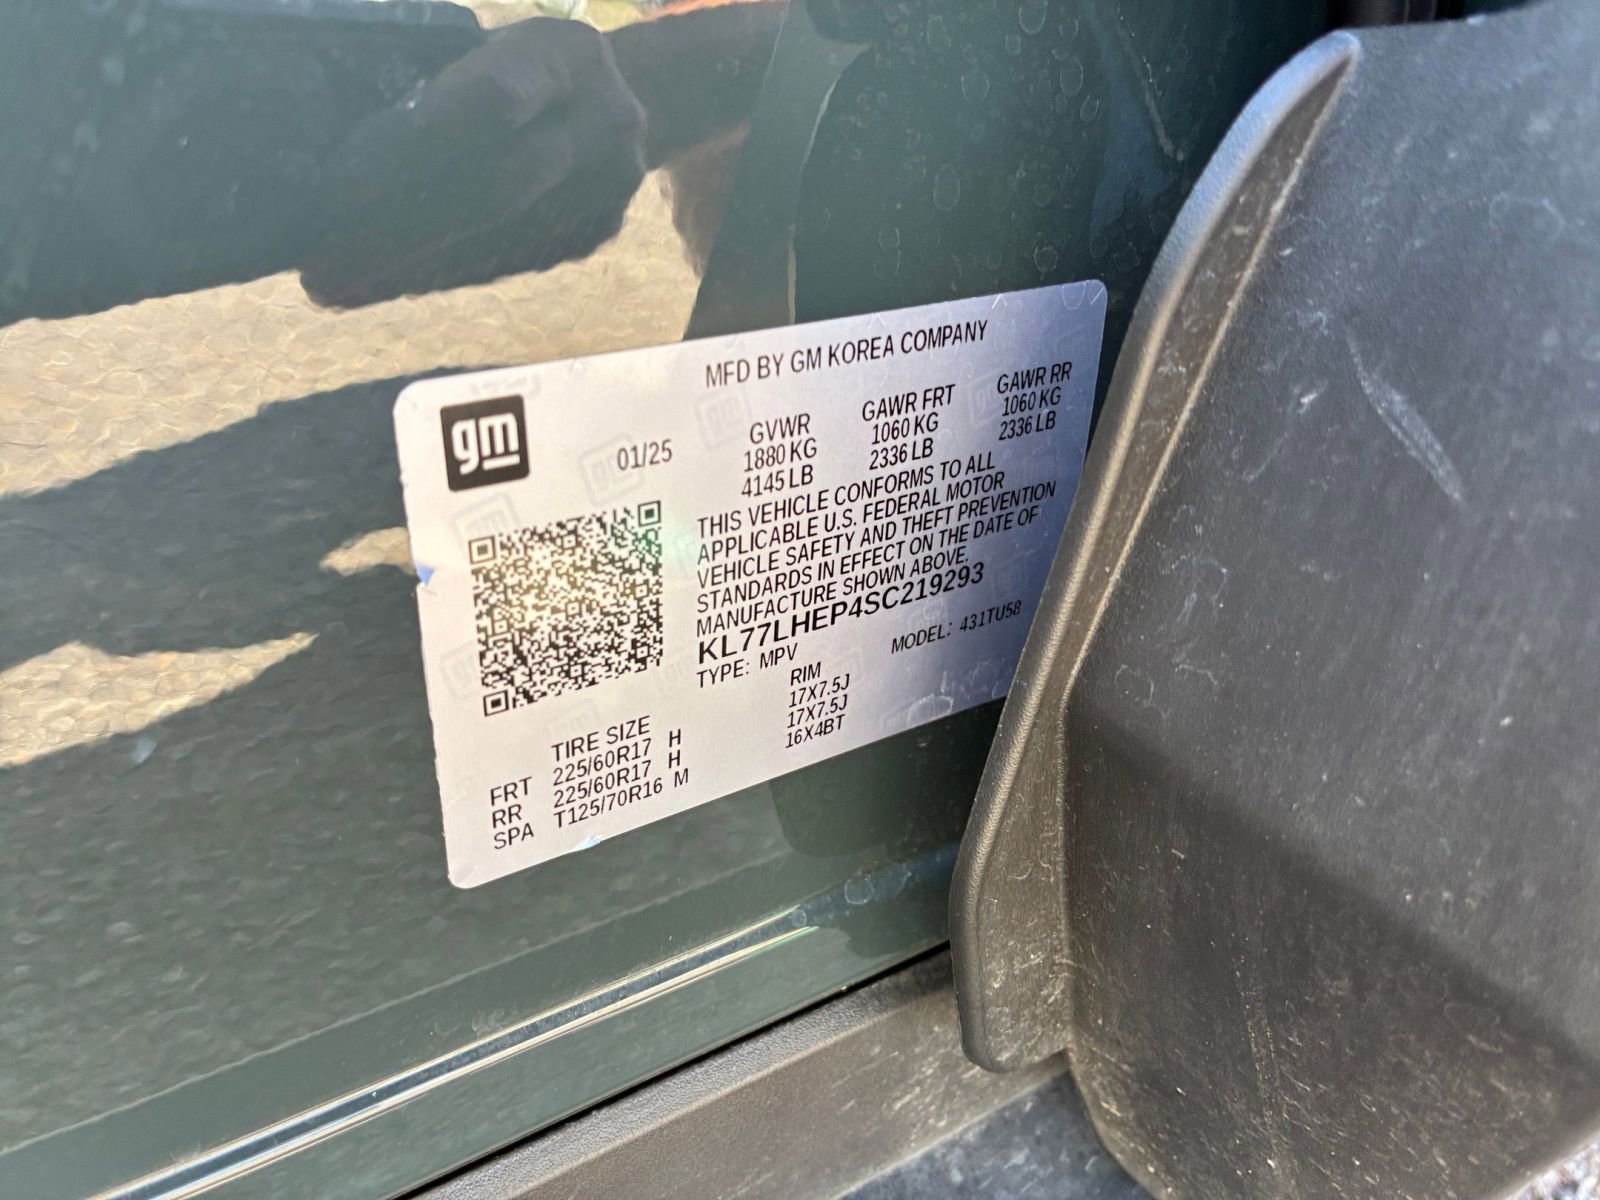 MFD BY GM KOREA COMPANY
gm
01/25
GVWR GAWR FRT GAWR RR
1880 KG 1060 KG 1060 KG
4145 LB 2336 LB 2336 LB
THIS VEHICLE CONFORMS TO ALL
APPLICABLE U.S. FEDERAL MOTOR
VEHICLE SAFETY AND THEFT PREVENTION
STANDARDS IN EFFECT ON THE DATE OF
MANUFACTURE SHOWN ABOVE.
KL77LHEP4SC219293
TYPE: MPV MODEL: 431TU58
TIRE SIZE RIM
FRT 225/60R17 H 17X7.5J
RR 225/60R17 H 17X7.5J
SPA T125/70R16 M 16X4BT